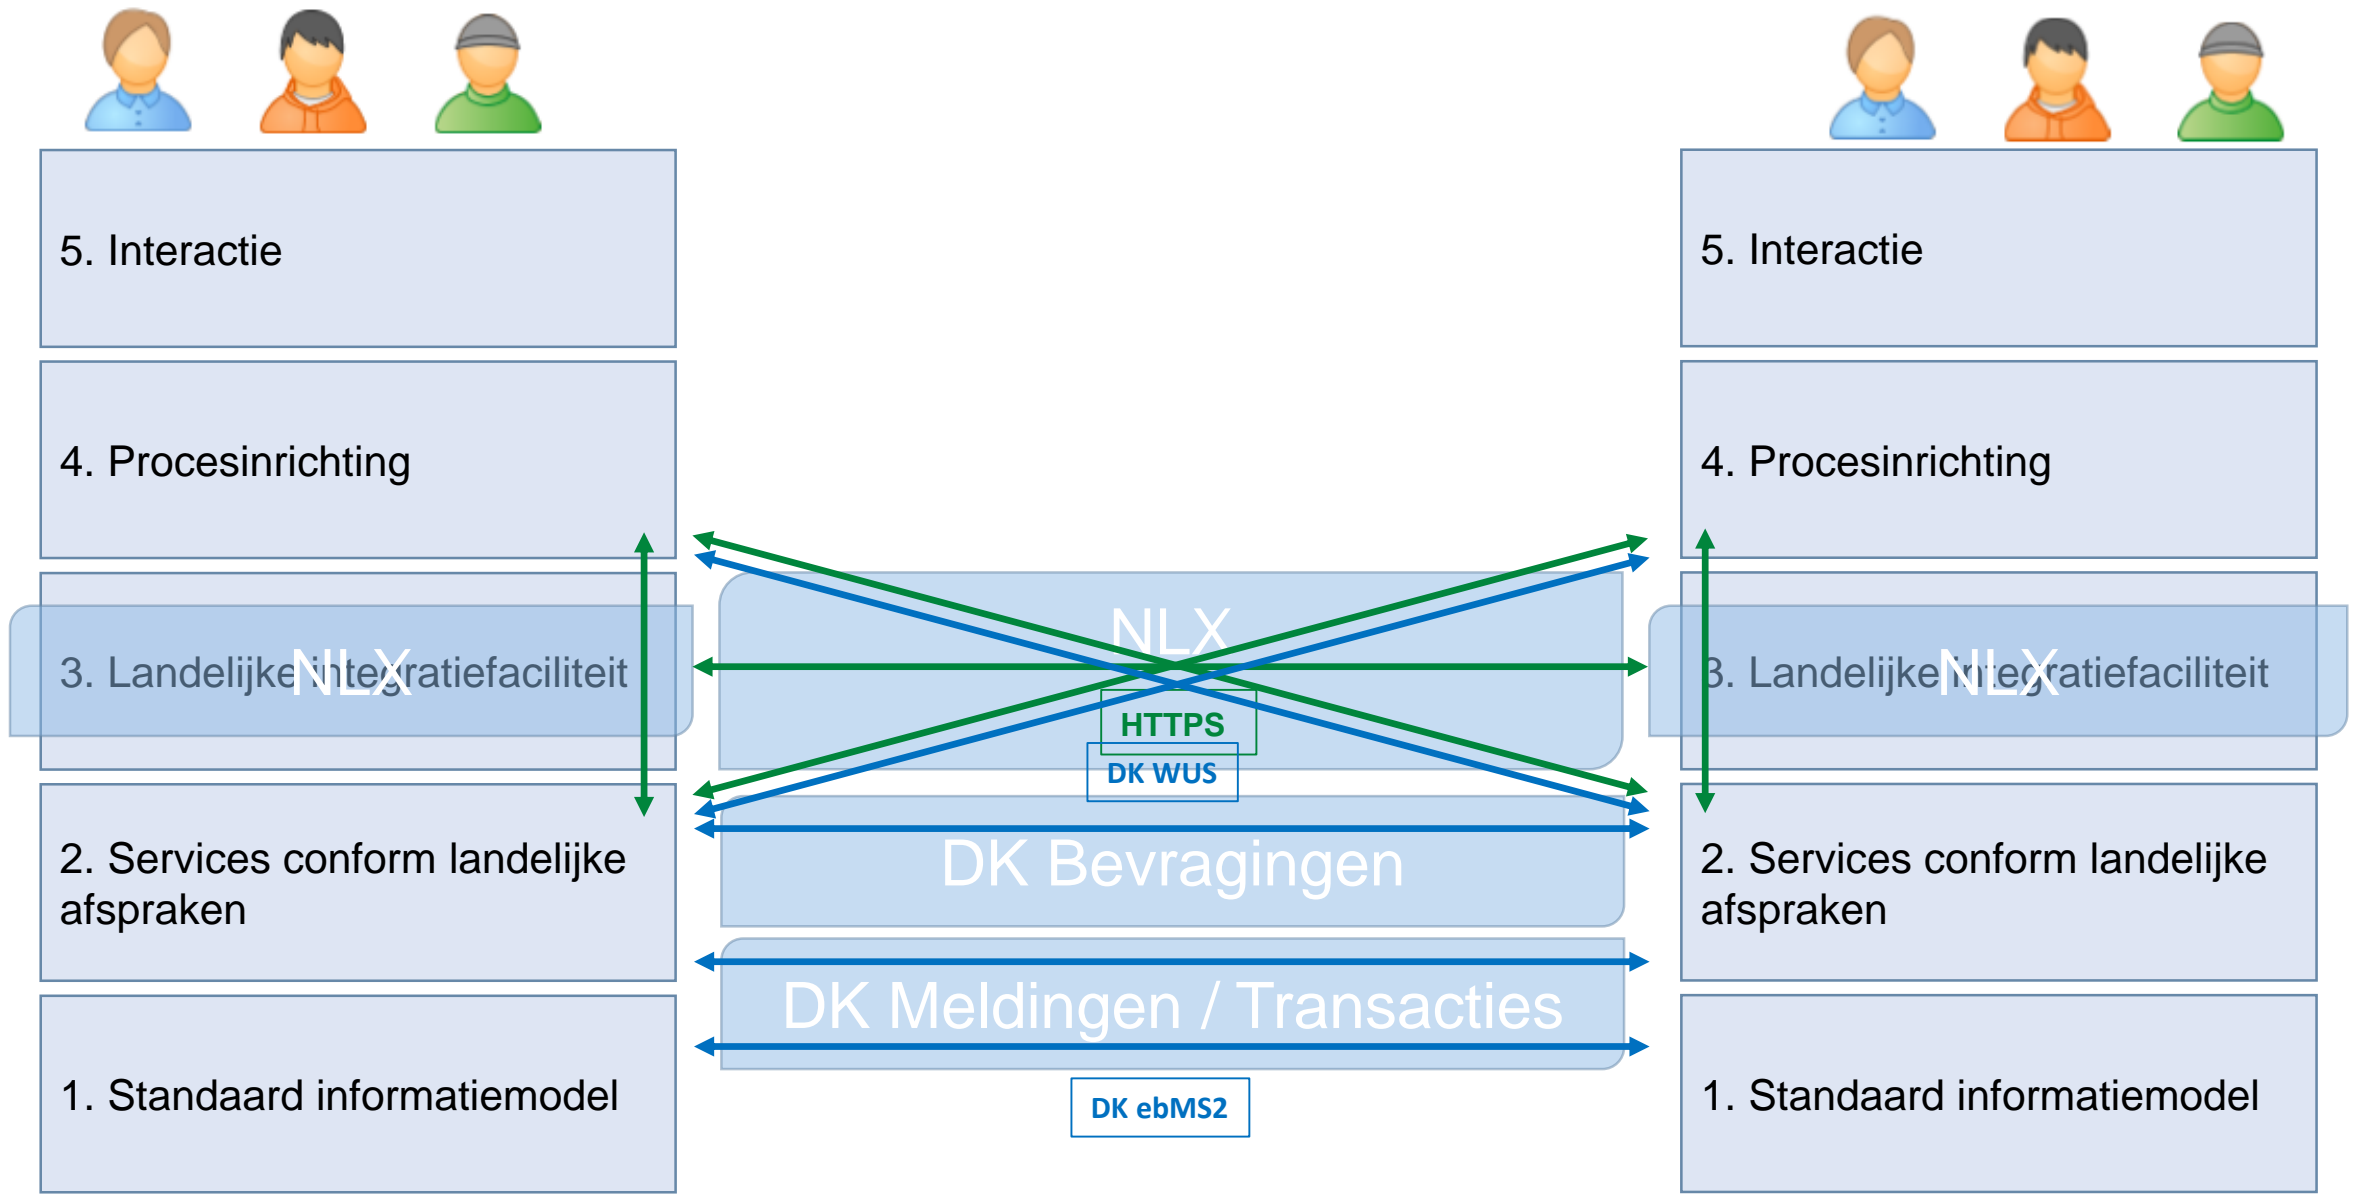 5. Interactie
4. Procesinrichting
3. Landelijke integratiefaciliteit
NLX
2. Services conform landelijke
afspraken
1. Standaard informatiemodel
NLX
HTTPS
DK WUS
DK Bevragingen
DK Meldingen / Transacties
DK ebMS2
5. Interactie
4. Procesinrichting
3. Landelijke integratiefaciliteit
NLX
2. Services conform landelijke
afspraken
1. Standaard informatiemodel